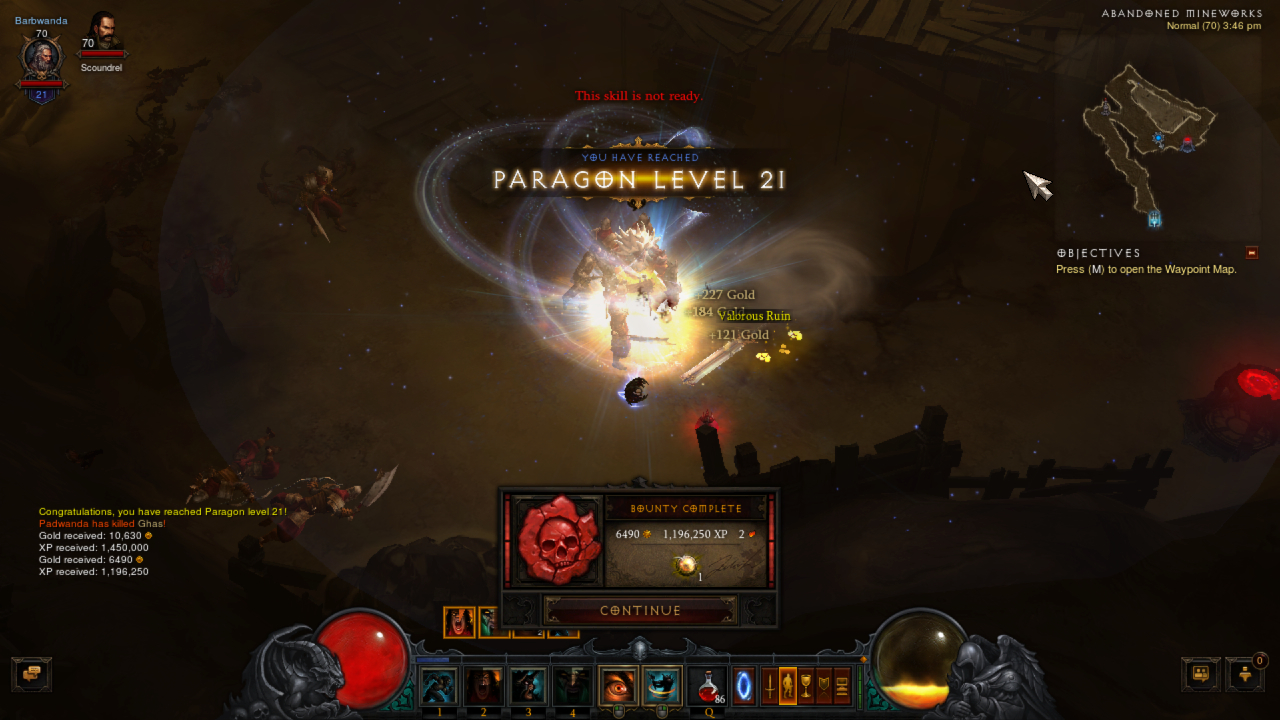 Barbwanda
70
70
Scoundrel
21
ABANDONED MINEWORKS
Normal (70) 3:46 pm
This skill is not ready.
YOU HAVE REACHED
PARAGON LEVEL 21
OBJECTIVES
Press (M) to open the Waypoint Map.
+227 Gold
+184
Valorous Ruin
+121 Gold
Congratulations, you have reached Paragon level 21!
Padwanda has killed Ghas!
Gold received: 10,630
XP received: 1,450,000
Gold received: 6490
XP received: 1,196,250
BOUNTY COMPLETE
6490 1,196,250 XP 2
1
CONTINUE
86
0
1 2 3 4 Q